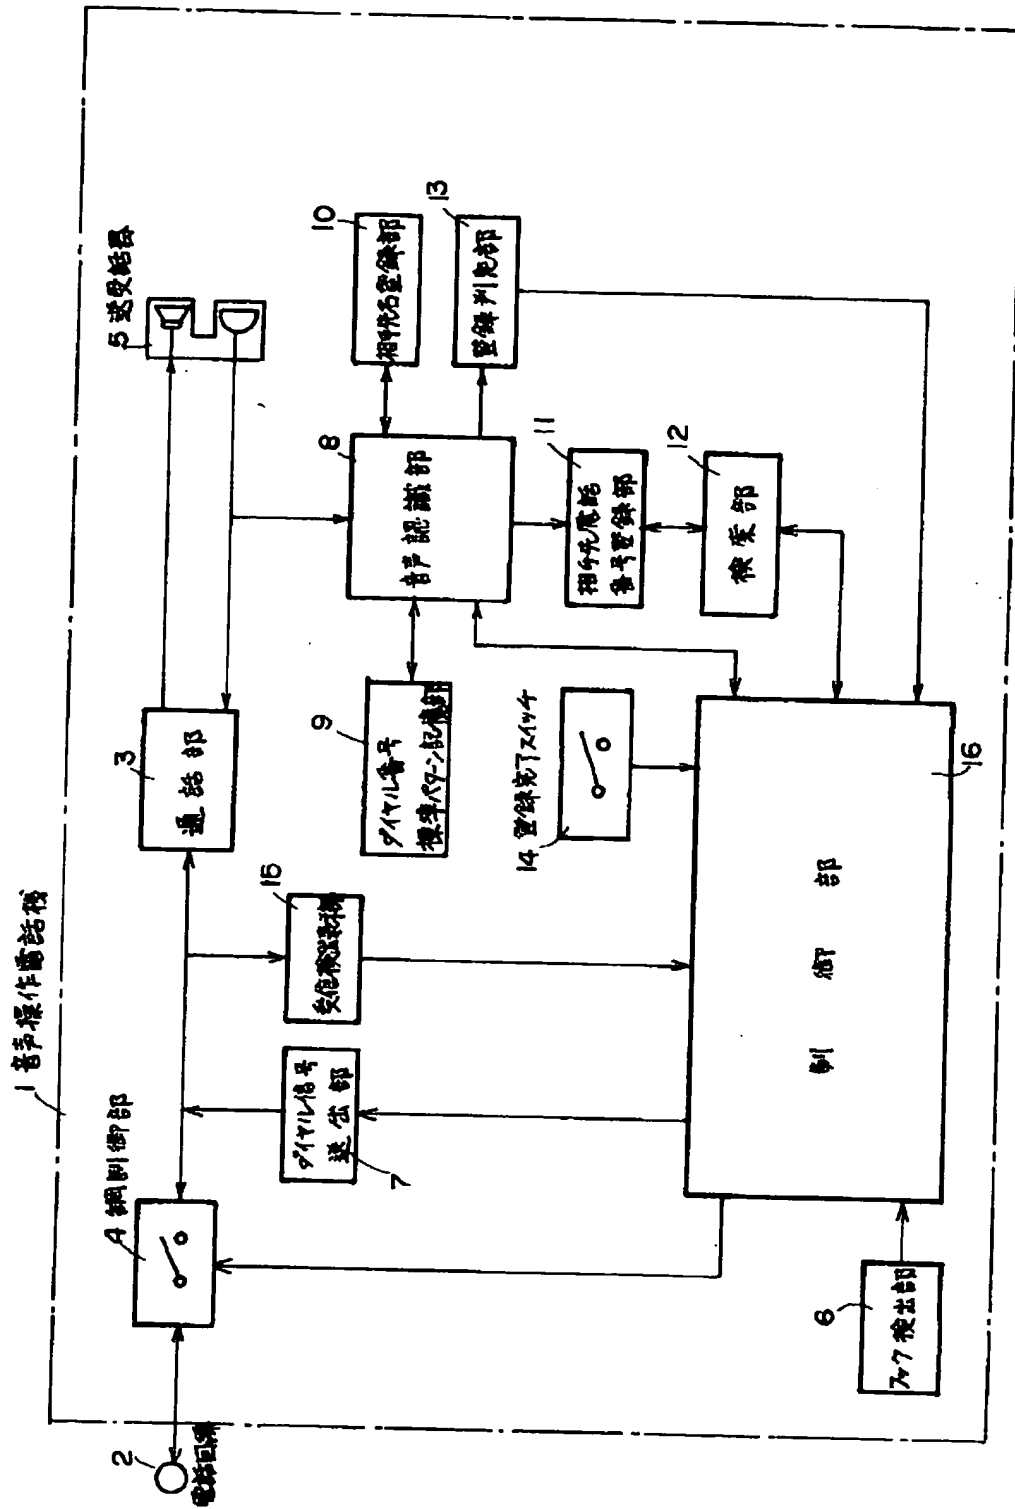 1 音声操作電話機
2
電話回線
4 網制御部
3
通話部
5 送受話器
ダイヤル信号
送出部
7
15
9
ダイヤル番号
標準パターン記憶部
8
音声認識部
10
相手先名登録部
13
登録判定部
11
相手先電話
番号登録部
12
検索部
14 登録完了スイッチ
6
フック検出部
制御部
16